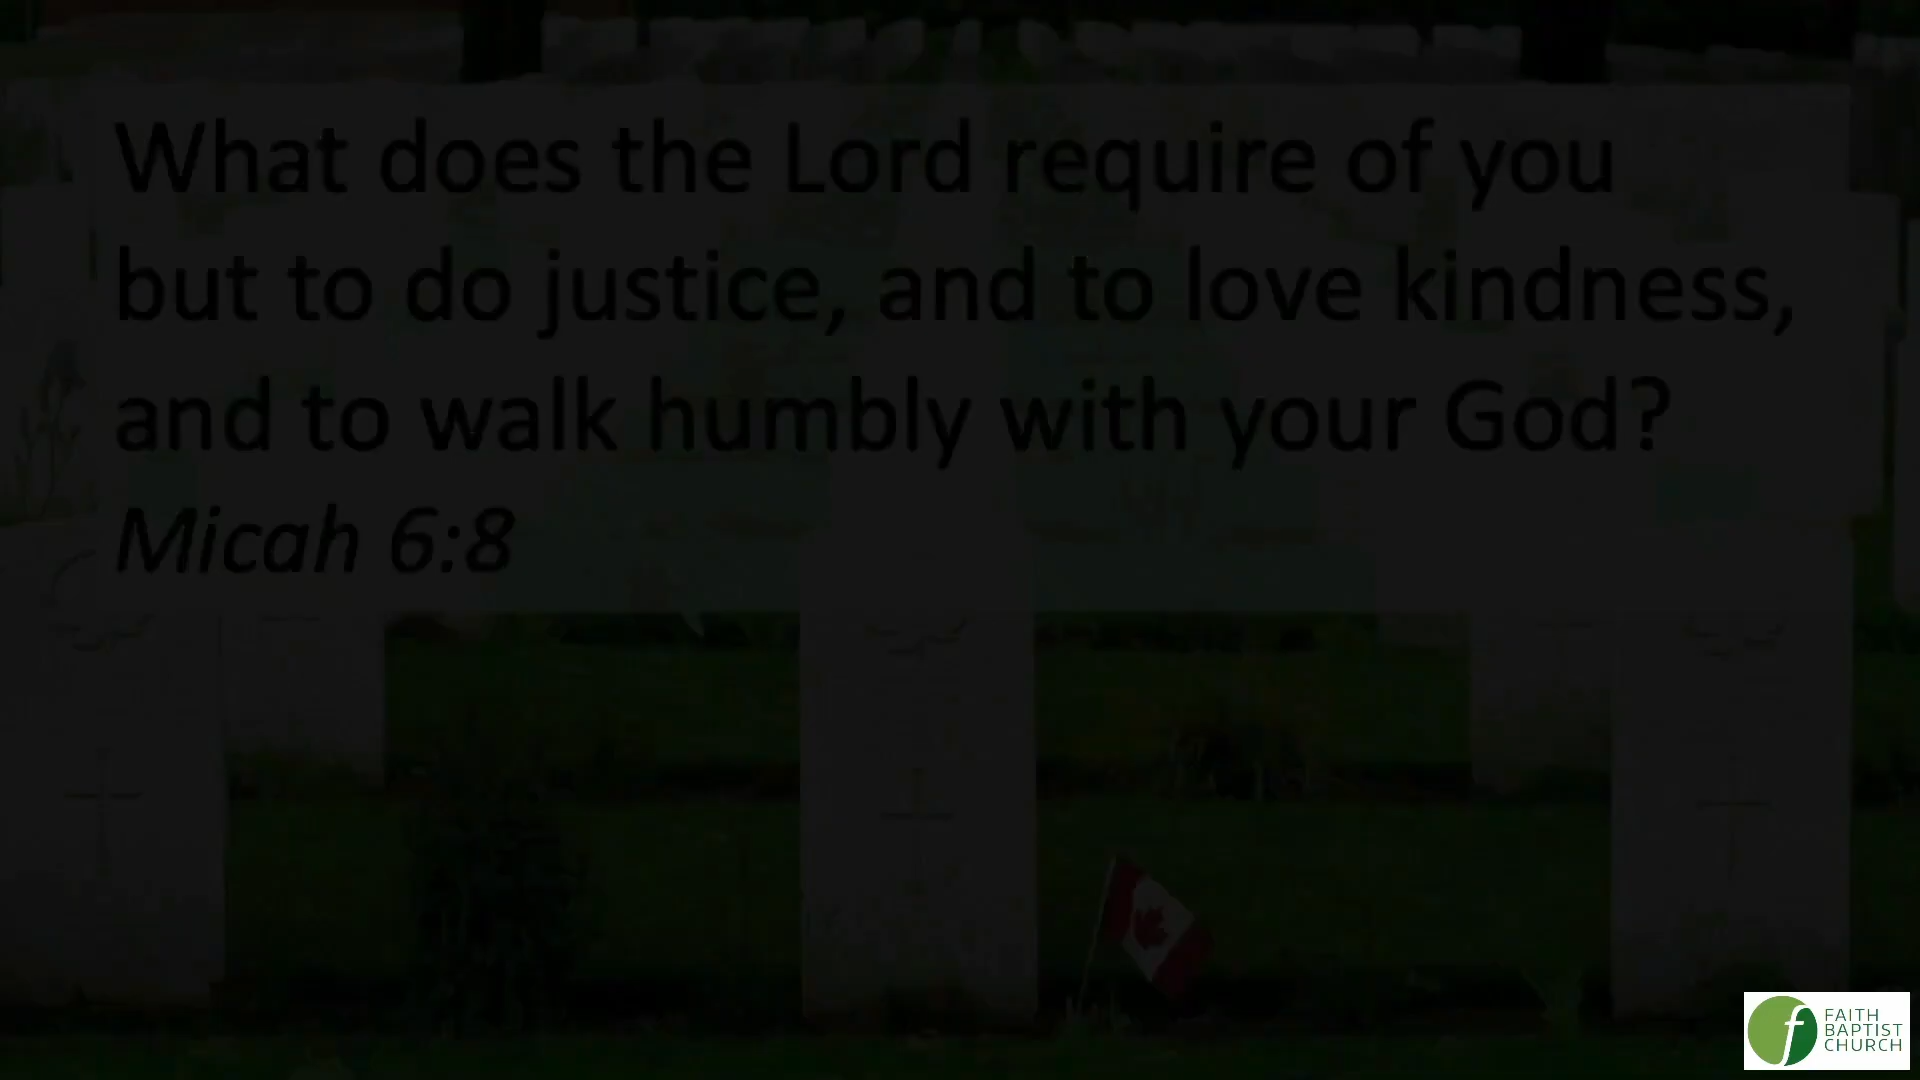 What does the Lord require of you
but to do justice, and to love kindness,
and to walk humbly with your God?
Micah 6:8
FAITH
BAPTIST
CHURCH